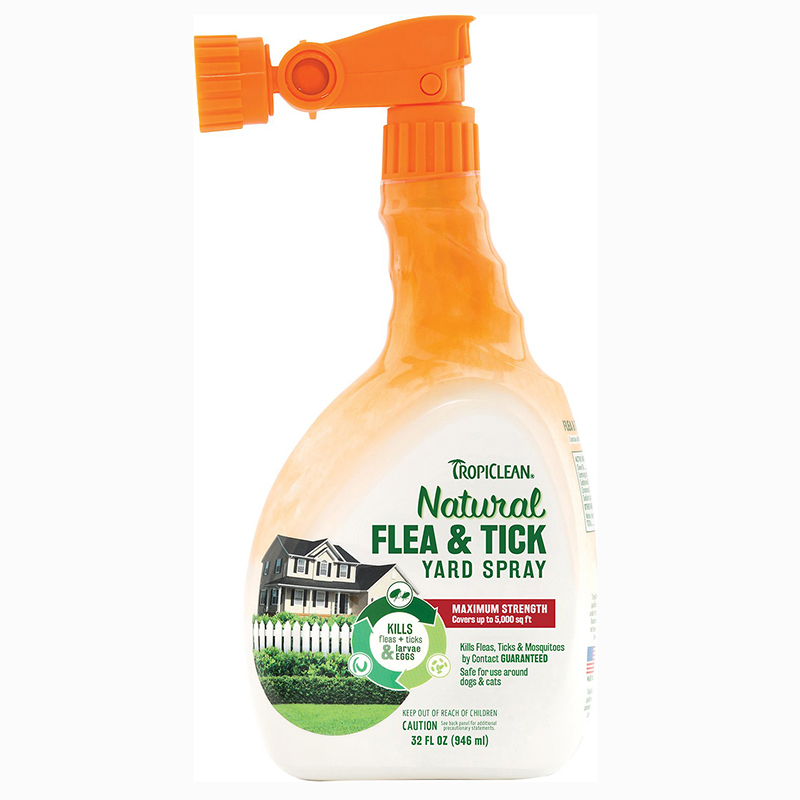 TROPICLEAN®
Natural
FLEA & TICK
YARD SPRAY
MAXIMUM STRENGTH
Covers up to 5,000 sq ft
KILLS
fleas + ticks
& larvae
EGGS
Kills Fleas, Ticks & Mosquitoes
by Contact GUARANTEED
Safe for use around
dogs & cats
KEEP OUT OF REACH OF CHILDREN
CAUTION See back panel for additional
precautionary statements.
32 FL OZ (946 ml)